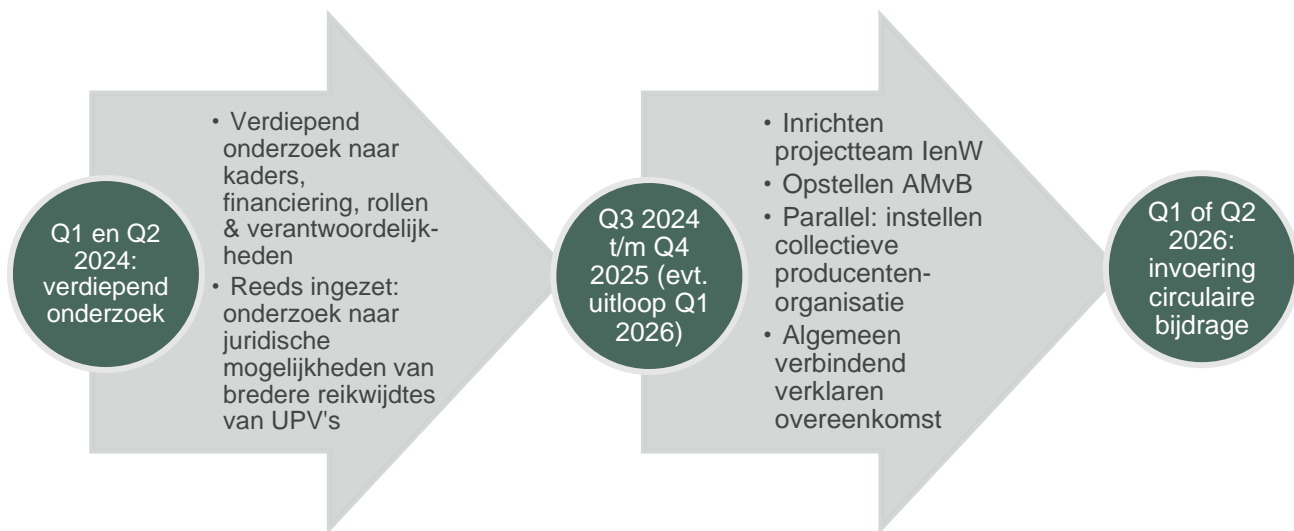 Q1 en Q2
2024:
verdiepend
onderzoek
• Verdiepend
onderzoek naar
kaders,
financiering, rollen
& verantwoordelijk-
heden
• Reeds ingezet:
onderzoek naar
juridische
mogelijkheden van
bredere reikwijdtes
van UPV's
Q3 2024
t/m Q4
2025 (evt.
uitloop Q1
2026)
• Inrichten
projectteam IenW
• Opstellen AMvB
• Parallel: instellen
collectieve
producenten-
organisatie
• Algemeen
verbindend
verklaren
overeenkomst
Q1 of Q2
2026:
invoering
circulaire
bijdrage